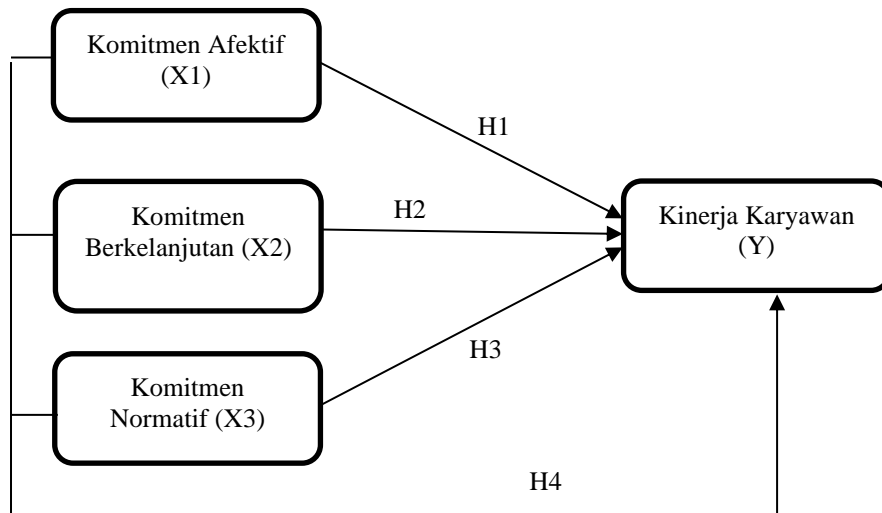 Komitmen Afektif
(X1)
H1
Komitmen
Berkelanjutan (X2)
H2
Kinerja Karyawan
(Y)
H3
Komitmen
Normatif (X3)
H4